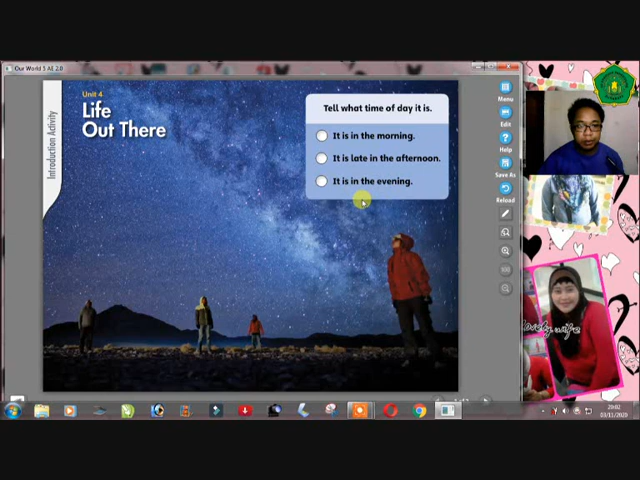 Our World 5 AE 2.0
Introduction Activity
Unit 4
Life
Out There
Tell what time of day it is.
It is in the morning.
It is late in the afternoon.
It is in the evening.
Menu
Edit
Help
Save As
Reload
Lovely wife
20:02
03/11/2020